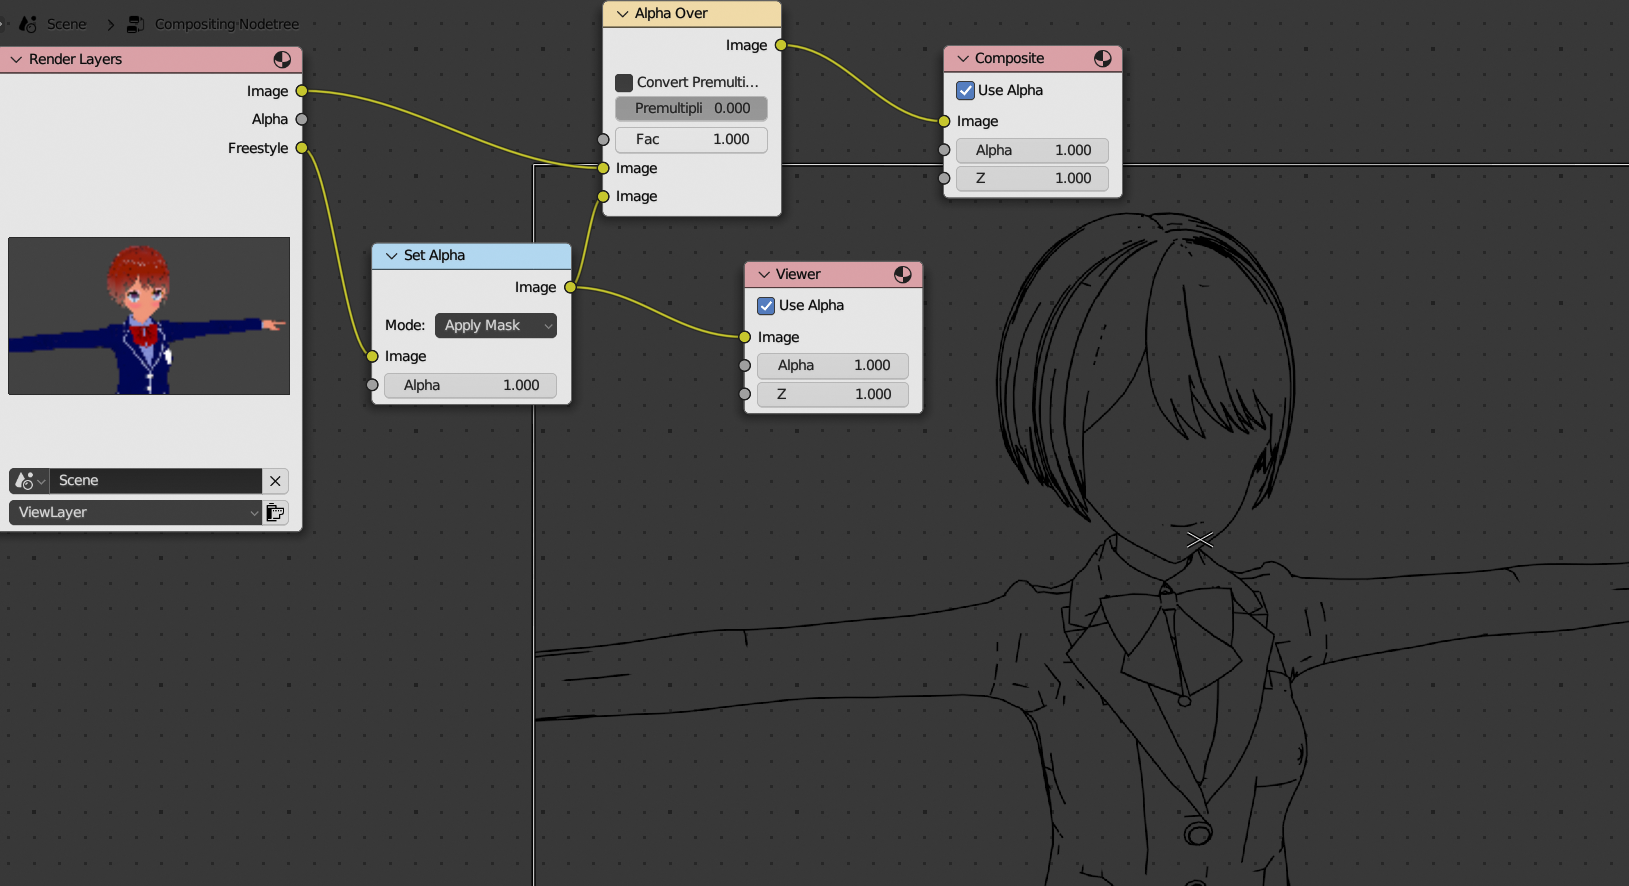 Scene
Compositing Nodetree
Render Layers
Image
Alpha
Freestyle
Scene
ViewLayer
Set Alpha
Image
Mode: Apply Mask
Image
Alpha 1.000
Alpha Over
Image
Convert Premulti...
Premultipli 0.000
Fac 1.000
Image
Image
Viewer
Use Alpha
Image
Alpha 1.000
Z 1.000
Composite
Use Alpha
Image
Alpha 1.000
Z 1.000